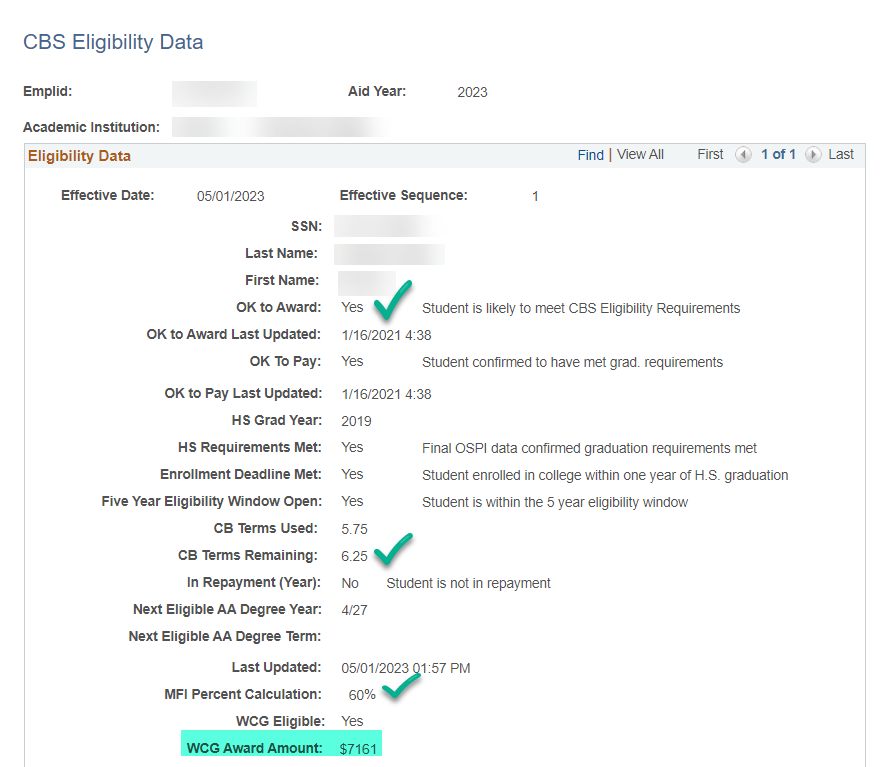 CBS Eligibility Data
Emplid: Aid Year: 2023
Academic Institution:
Eligibility Data Find | View All First 1 of 1 Last
Effective Date: 05/01/2023 Effective Sequence: 1
SSN:
Last Name:
First Name:
OK to Award: Yes Student is likely to meet CBS Eligibility Requirements
OK to Award Last Updated: 1/16/2021 4:38
OK To Pay: Yes Student confirmed to have met grad. requirements
OK to Pay Last Updated: 1/16/2021 4:38
HS Grad Year: 2019
HS Requirements Met: Yes Final OSPI data confirmed graduation requirements met
Enrollment Deadline Met: Yes Student enrolled in college within one year of H.S. graduation
Five Year Eligibility Window Open: Yes Student is within the 5 year eligibility window
CB Terms Used: 5.75
CB Terms Remaining: 6.25
In Repayment (Year): No Student is not in repayment
Next Eligible AA Degree Year: 4/27
Next Eligible AA Degree Term:
Last Updated: 05/01/2023 01:57 PM
MFI Percent Calculation: 60%
WCG Eligible: Yes
WCG Award Amount: $7161